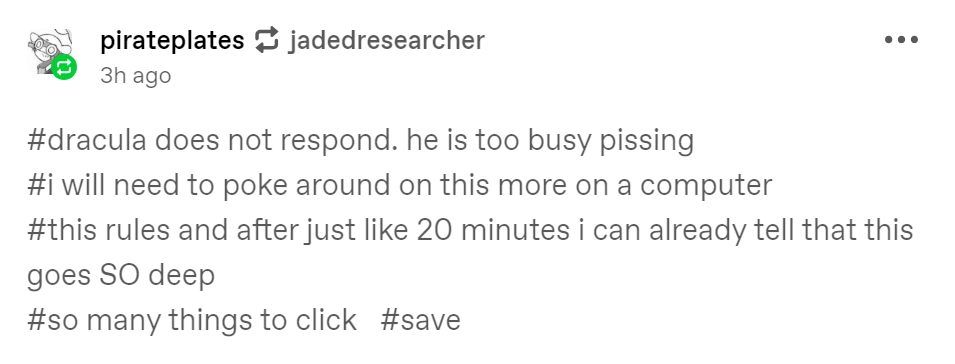 pirateplates jadedresearcher
3h ago
#dracula does not respond. he is too busy pissing
#i will need to poke around on this more on a computer
#this rules and after just like 20 minutes i can already tell that this
goes SO deep
#so many things to click #save